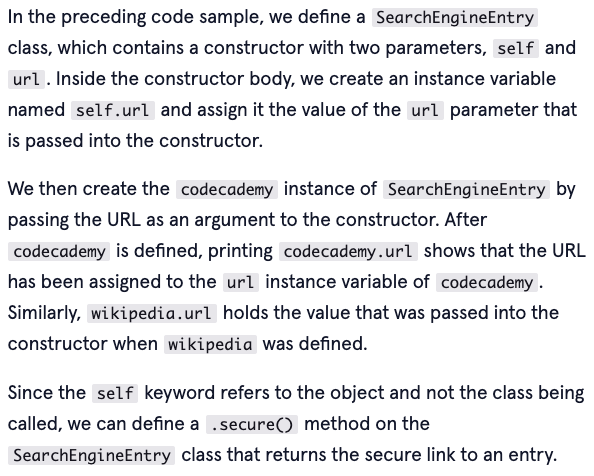 In the preceding code sample, we define a SearchEngineEntry
class, which contains a constructor with two parameters, self and
url. Inside the constructor body, we create an instance variable
named self.url and assign it the value of the url parameter that
is passed into the constructor.
We then create the codecademy instance of SearchEngineEntry by
passing the URL as an argument to the constructor. After
codecademy is defined, printing codecademy.url shows that the URL
has been assigned to the url instance variable of codecademy.
Similarly, wikipedia.url holds the value that was passed into the
constructor when wikipedia was defined.
Since the self keyword refers to the object and not the class being
called, we can define a .secure() method on the
SearchEngineEntry class that returns the secure link to an entry.